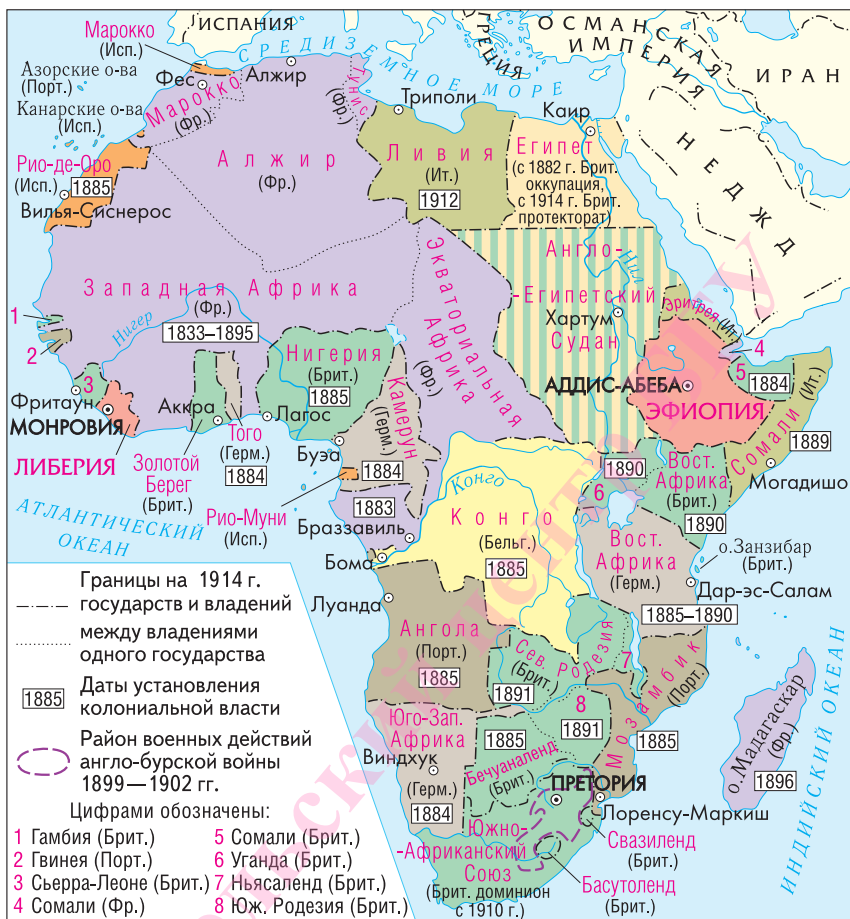 Марокко
(Исп.)
ИСПАНИЯ
СРЕДИЗЕМНОЕ МОРЕ
ГРЕЦИЯ
ОСМАНСКАЯ
ИМПЕРИЯ
ИРАН
Азорские о-ва
(Порт.)
Канарские о-ва
(Исп.)
Фес
Алжир
Марокко
(Фр.)
Тунис
(Фр.)
Триполи
Каир
НЕДЖД
Рио-де-Оро
(Исп.)
1885
Вилья-Сиснерос
Алжир
(Фр.)
Ливия
(Ит.)
1912
Египет
(с 1882 г. Брит.
оккупация,
с 1914 г. Брит.
протекторат)
Западная Африка
(Фр.)
1833–1895
Нигер
Экваториальная
Африка
(Фр.)
Англо-
-Египетский
Судан
Нил
Хартум
Эритрея (Ит.)
1
2
3
4
5
1884
Фритаун
МОНРОВИЯ
ЛИБЕРИЯ
Аккра
Золотой
Берег
(Брит.)
Того
(Герм.)
1884
Лагос
Нигерия
(Брит.)
1885
Буэа
Камерун
(Герм.)
1884
АДДИС-АБЕБА
ЭФИОПИЯ
Сомали (Ит.)
1889
Могадишо
Рио-Муни
(Исп.)
1883
Браззавиль
Бома
Конго
Конго
(Бельг.)
1885
1890
6
Вост.
Африка
(Брит.)
1890
Вост.
Африка
(Герм.)
1885–1890
о.Занзибар
(Брит.)
Дар-эс-Салам
АТЛАНТИЧЕСКИЙ
ОКЕАН
Луанда
Ангола
(Порт.)
1885
Сев. Родезия
(Брит.)
1891
7
8
1891
Мозамбик
(Порт.)
1885
о.Мадагаскар
(Фр.)
1896
ИНДИЙСКИЙ ОКЕАН
Юго-Зап.
Африка
Виндхук
(Герм.)
1884
1885
Бечуаналенд
(Брит.)
ПРЕТОРИЯ
Лоренсу-Маркиш
Свазиленд
(Брит.)
Басутоленд
(Брит.)
Южно-
-Африканский
Союз
(Брит. доминион
с 1910 г.)
Границы на 1914 г.
государств и владений
между владениями
одного государства
1885
Даты установления
колониальной власти
Район военных действий
англо-бурской войны
1899—1902 гг.
Цифрами обозначены:
1 Гамбия (Брит.)
2 Гвинея (Порт.)
3 Сьерра-Леоне (Брит.)
4 Сомали (Фр.)
5 Сомали (Брит.)
6 Уганда (Брит.)
7 Ньясаленд (Брит.)
8 Юж. Родезия (Брит.)